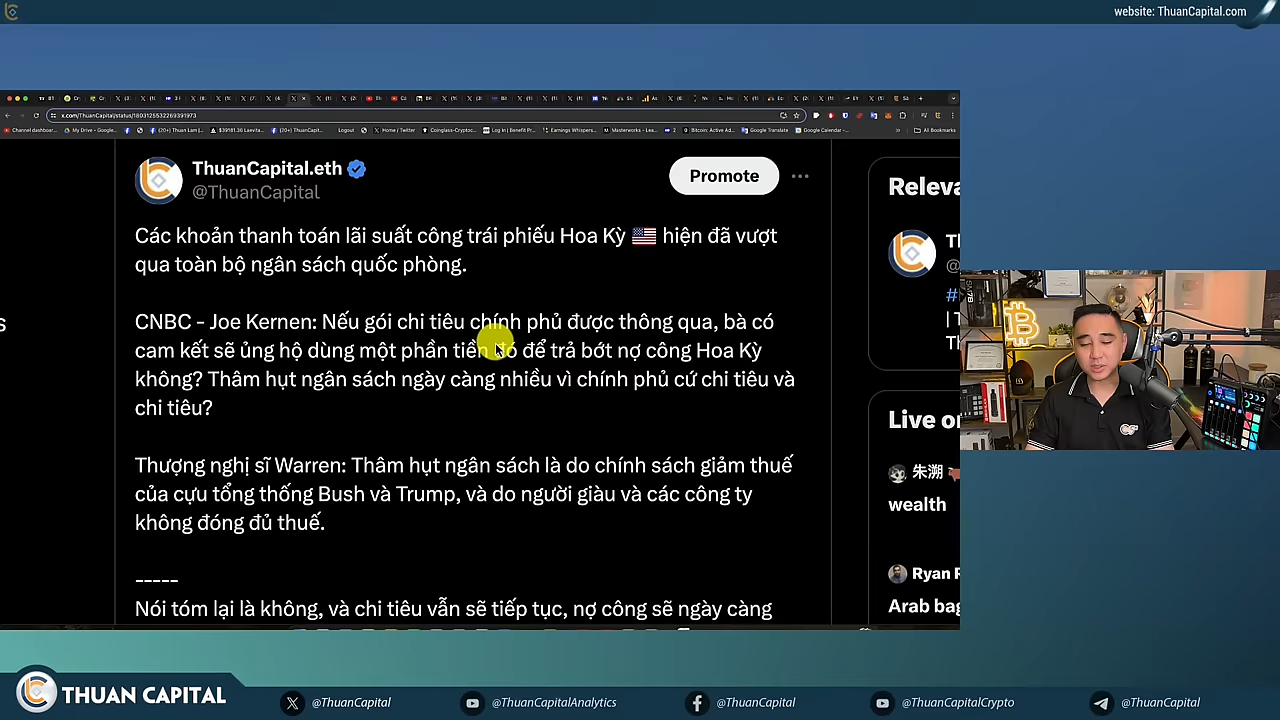 website: ThuanCapital.com
x.com/ThuanCapital/status/1803125532269391973
ThuanCapital.eth
@ThuanCapital
Promote
Các khoản thanh toán lãi suất công trái phiếu Hoa Kỳ 🇺🇸 hiện đã vượt
qua toàn bộ ngân sách quốc phòng.
CNBC - Joe Kernen: Nếu gói chi tiêu chính phủ được thông qua, bà có
cam kết sẽ ủng hộ dùng một phần tiền đó để trả bớt nợ công Hoa Kỳ
không? Thâm hụt ngân sách ngày càng nhiều vì chính phủ cứ chi tiêu và
chi tiêu?
Thượng nghị sĩ Warren: Thâm hụt ngân sách là do chính sách giảm thuế
của cựu tổng thống Bush và Trump, và do người giàu và các công ty
không đóng đủ thuế.
-----
Nói tóm lại là không, và chi tiêu vẫn sẽ tiếp tục, nợ công sẽ ngày càng
Releva
Live o
朱溯
wealth
Ryan
Arab bag
THUAN CAPITAL
@ThuanCapital
@ThuanCapitalAnalytics
@ThuanCapital
@ThuanCapitalCrypto
@ThuanCapital